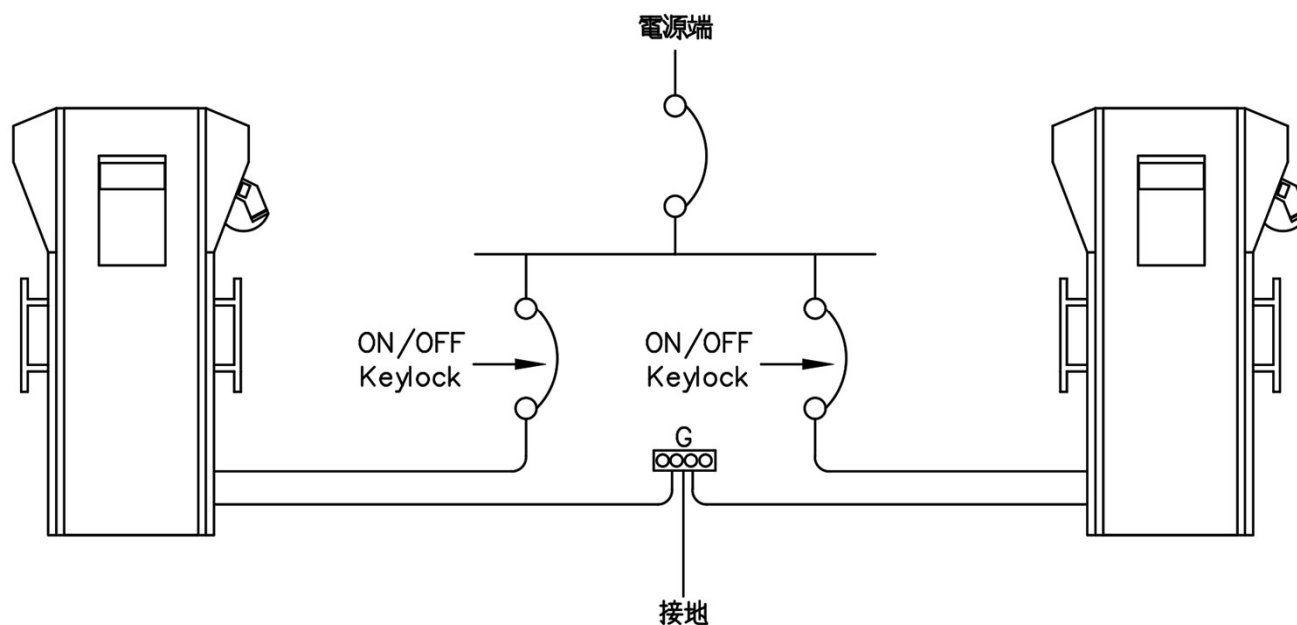 電源端
ON/OFF
Keylock
ON/OFF
Keylock
G
接地